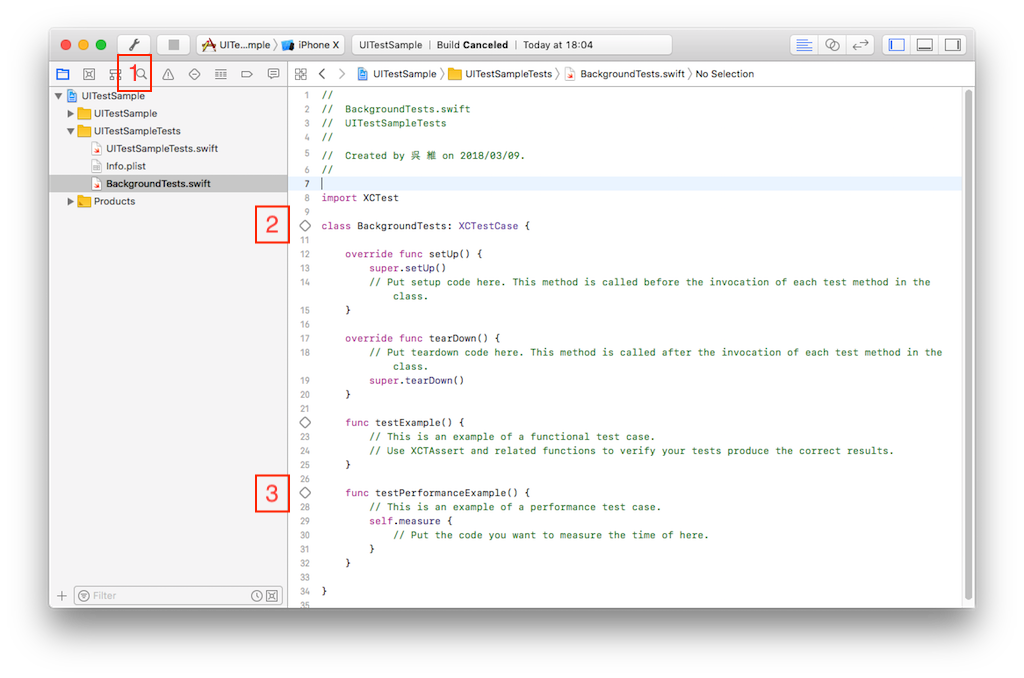 UITe...mple 〉 iPhone X
UITestSample | Build Canceled | Today at 18:04
1
UITestSample 〉 UITestSampleTests 〉 BackgroundTests.swift 〉 No Selection
UITestSample
UITestSample
UITestSampleTests
UITestSampleTests.swift
Info.plist
BackgroundTests.swift
Products
Filter
1 //
2 //  BackgroundTests.swift
3 //  UITestSampleTests
4 //
5 //  Created by 吳 維 on 2018/03/09.
6 //
7
8 import XCTest
9
2
class BackgroundTests: XCTestCase {
11
12 override func setUp() {
13 super.setUp()
14 // Put setup code here. This method is called before the invocation of each test method in the
class.
15 }
16
17 override func tearDown() {
18 // Put teardown code here. This method is called after the invocation of each test method in the
class.
19 super.tearDown()
20 }
21
func testExample() {
23 // This is an example of a functional test case.
24 // Use XCTAssert and related functions to verify your tests produce the correct results.
25 }
26
3
func testPerformanceExample() {
28 // This is an example of a performance test case.
29 self.measure {
30 // Put the code you want to measure the time of here.
31 }
32 }
33
34 }
35